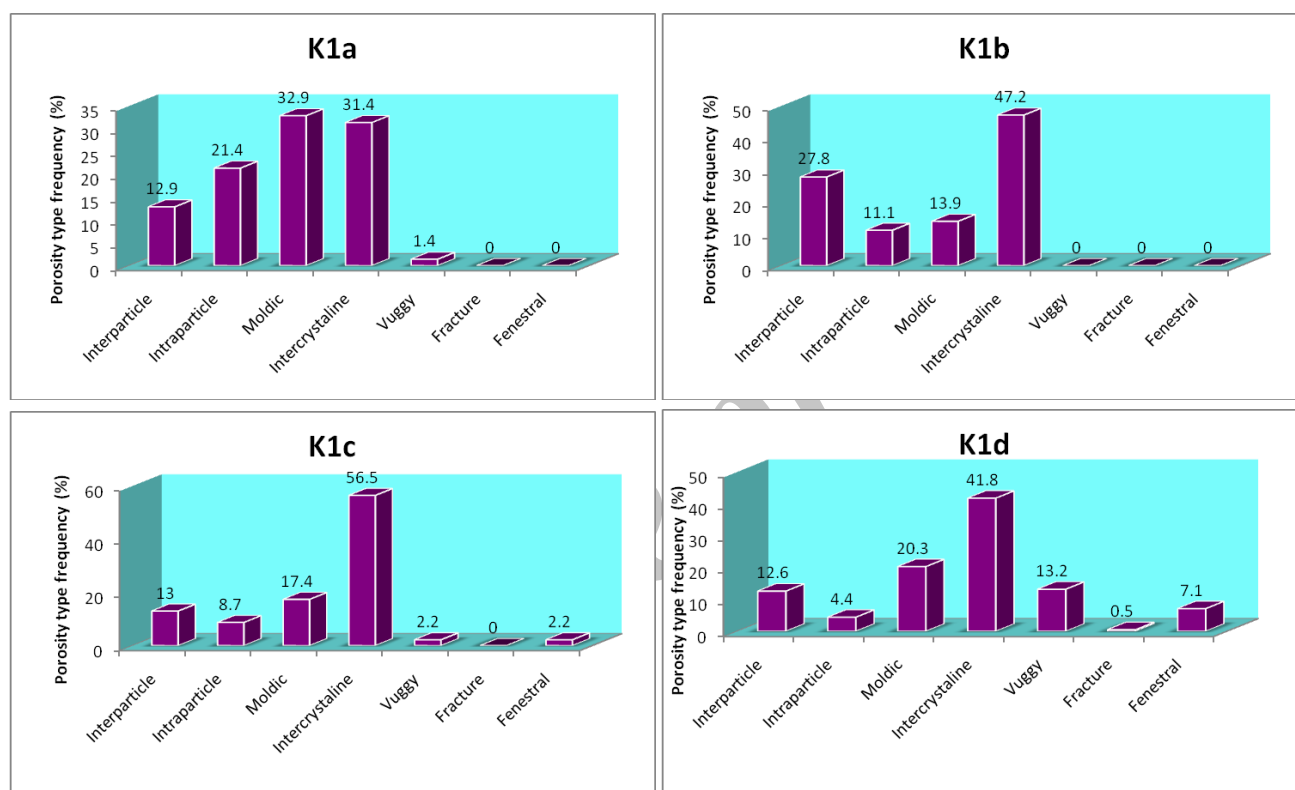 K1a
Porosity type frequency (%)
35
30
25
20
15
10
5
0
12.9
21.4
32.9
31.4
1.4
0
0
Interparticle
Intraparticle
Moldic
Intercrystaline
Vuggy
Fracture
Fenestral
K1b
Porosity type frequency (%)
50
40
30
20
10
0
27.8
11.1
13.9
47.2
0
0
0
Interparticle
Intraparticle
Moldic
Intercrystaline
Vuggy
Fracture
Fenestral
K1c
Porosity type frequency (%)
60
40
20
0
13
8.7
17.4
56.5
2.2
0
2.2
Interparticle
Intraparticle
Moldic
Intercrystaline
Vuggy
Fracture
Fenestral
K1d
Porosity type frequency (%)
50
40
30
20
10
0
12.6
4.4
20.3
41.8
13.2
0.5
7.1
Interparticle
Intraparticle
Moldic
Intercrystaline
Vuggy
Fracture
Fenestral